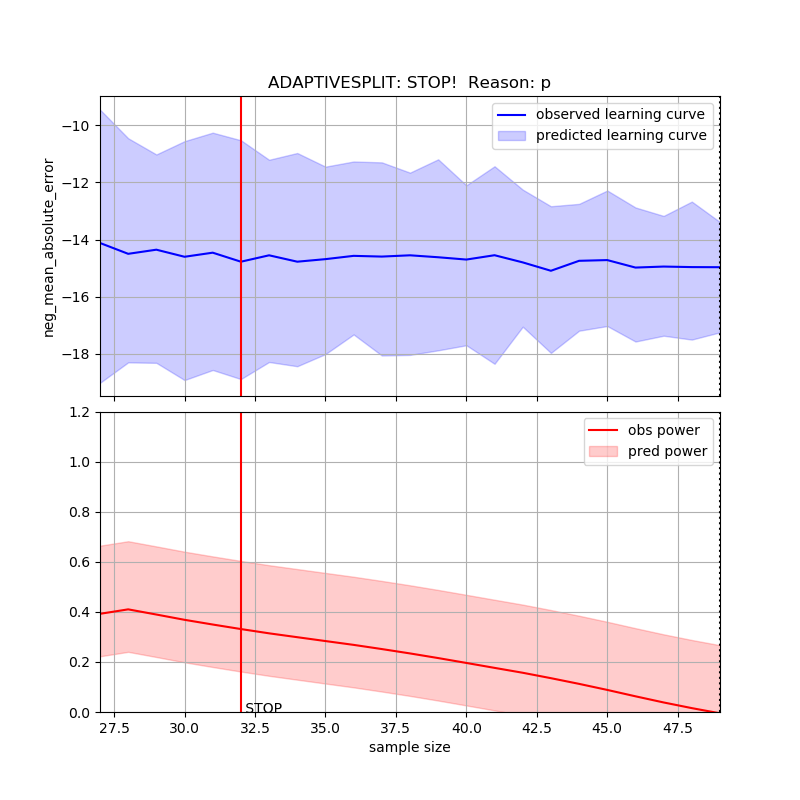 ADAPTIVESPLIT: STOP!  Reason: p
observed learning curve
predicted learning curve
neg_mean_absolute_error
−10
−12
−14
−16
−18
obs power
pred power
1.2
1.0
0.8
0.6
0.4
0.2
0.0
STOP
27.5 30.0 32.5 35.0 37.5 40.0 42.5 45.0 47.5
sample size